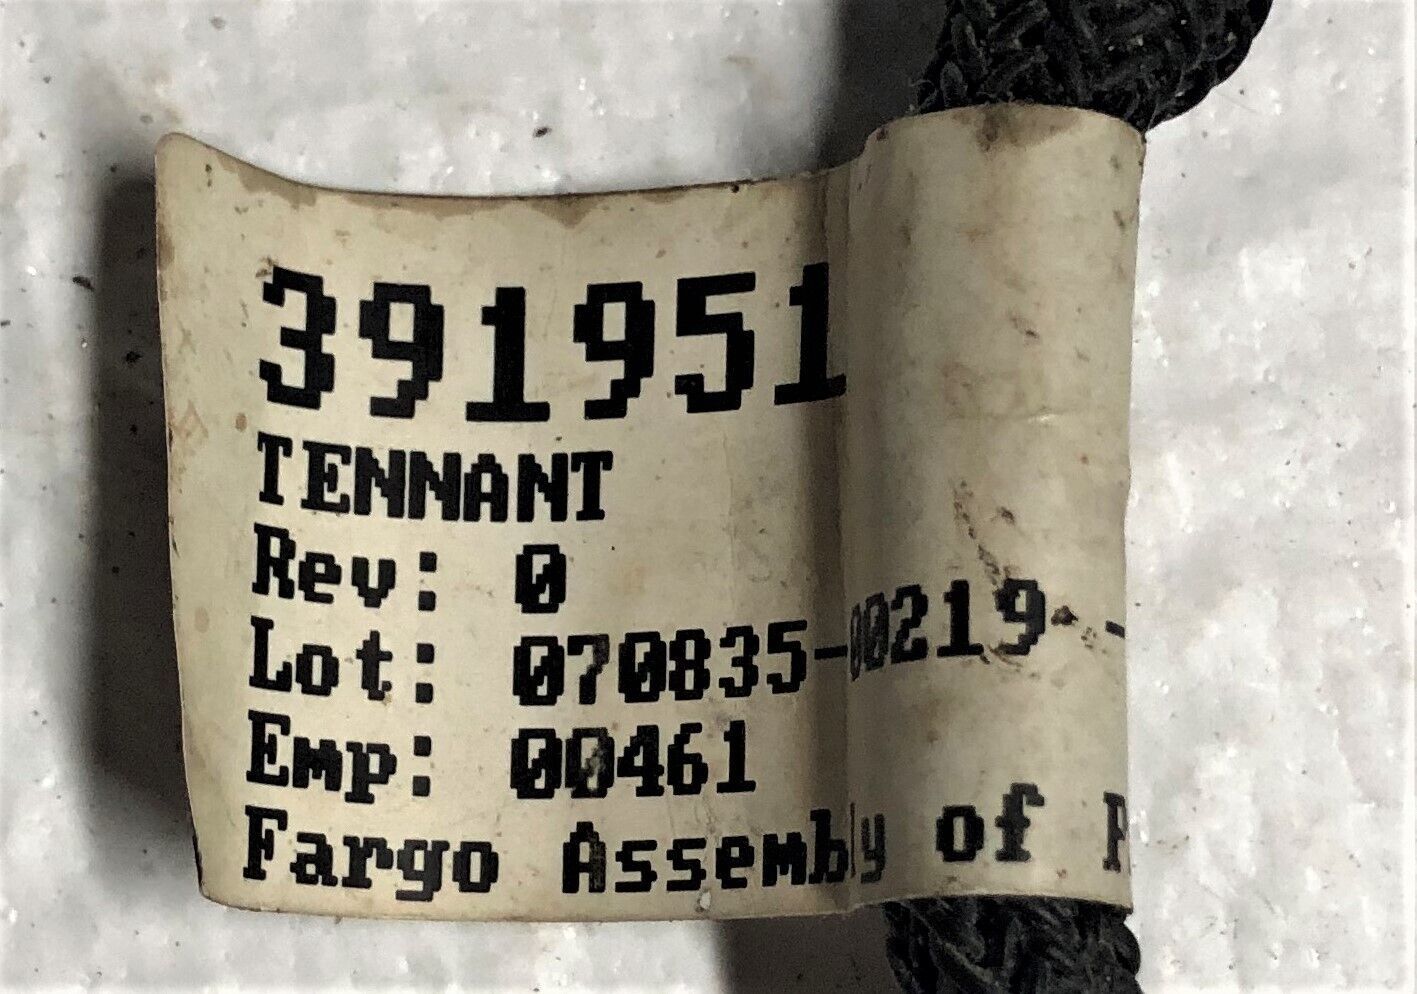 391951
TENNANT
Rev: 0
Lot: 070835-00219-
Emp: 00461
Fargo Assembly of